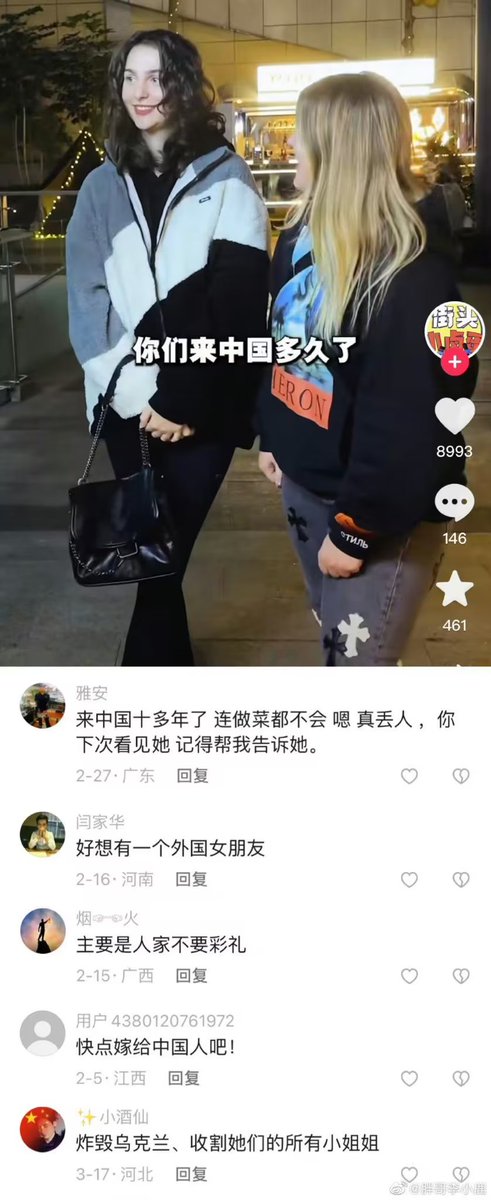 街头
你们来中国多久了
ERON
8993
146
СТИЛЬ
461
雅安
来中国十多年了 连做菜都不会 嗯 真丢人，你
下次看见她 记得帮我告诉她。
2-27·广东 回复
闫家华
好想有一个外国女朋友
2-16·河南 回复
烟👉👈火
主要是人家不要彩礼
2-15·广西 回复
用户4380120761972
快点嫁给中国人吧！
2-5·江西 回复
✨小酒仙
炸毁乌克兰、收割她们的所有小姐姐
3-17·河北 回复
@胖哥李小鹿